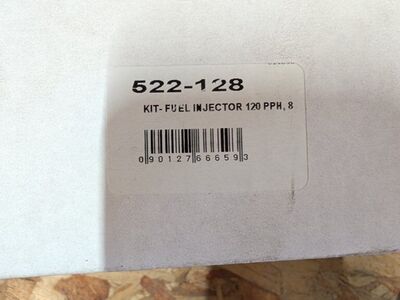 522-128
KIT- FUEL INJECTOR 120 PPH, 8
0 90127 66659 3